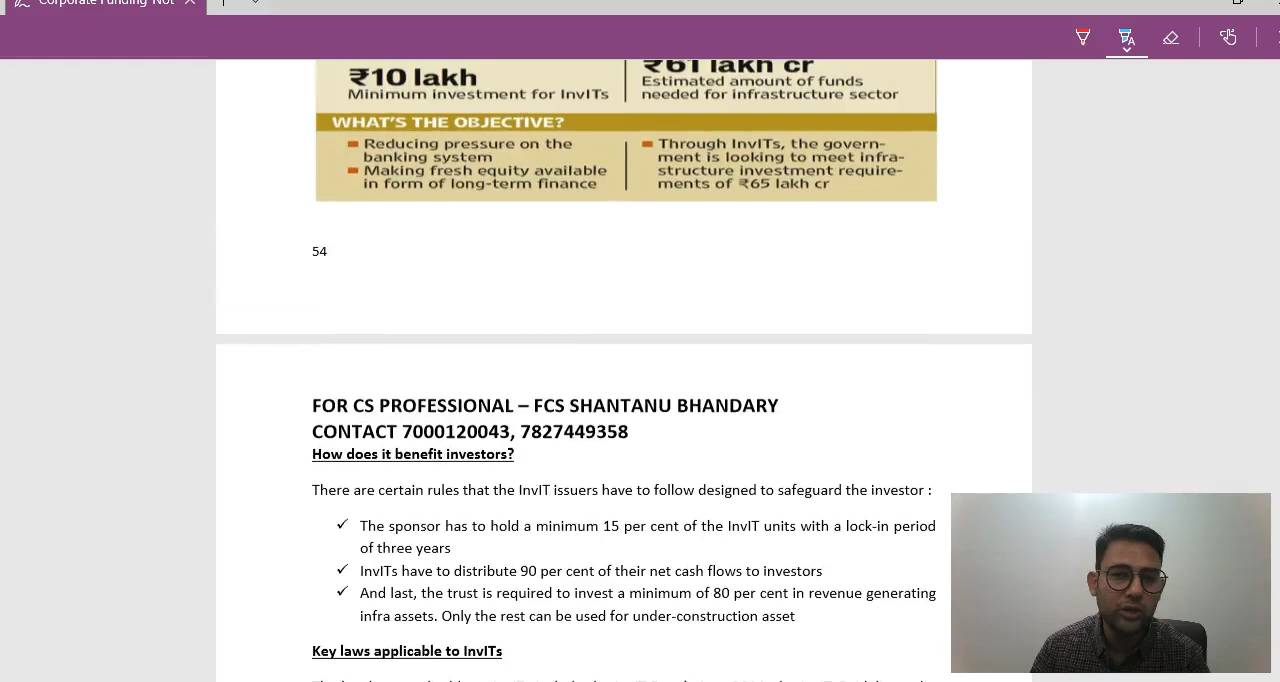 Corporate Funding-Not
₹10 lakh
Minimum investment for InvITs
₹61 lakh cr
Estimated amount of funds
needed for infrastructure sector
WHAT'S THE OBJECTIVE?
Reducing pressure on the
banking system
Making fresh equity available
in form of long-term finance
Through InvITs, the govern-
ment is looking to meet infra-
structure investment require-
ments of ₹65 lakh cr
54
FOR CS PROFESSIONAL – FCS SHANTANU BHANDARY
CONTACT 7000120043, 7827449358
How does it benefit investors?
There are certain rules that the InvIT issuers have to follow designed to safeguard the investor :
✓ The sponsor has to hold a minimum 15 per cent of the InvIT units with a lock-in period
of three years
✓ InvITs have to distribute 90 per cent of their net cash flows to investors
✓ And last, the trust is required to invest a minimum of 80 per cent in revenue generating
infra assets. Only the rest can be used for under-construction asset
Key laws applicable to InvITs